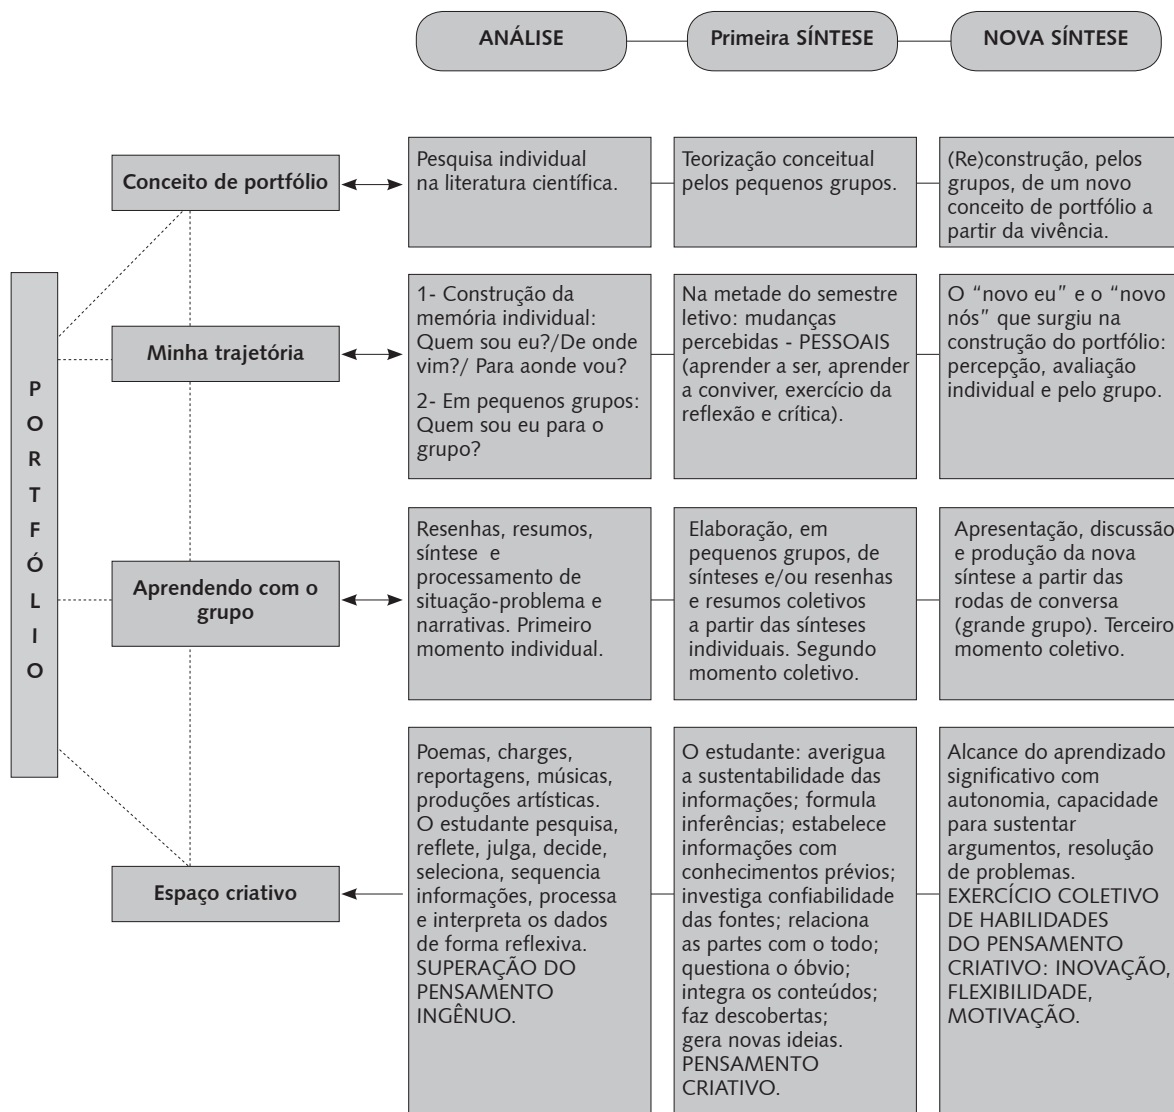 ANÁLISE
Primeira SÍNTESE
NOVA SÍNTESE
Conceito de portfólio
Pesquisa individual
na literatura científica.
Teorização conceitual
pelos pequenos grupos.
(Re)construção, pelos
grupos, de um novo
conceito de portfólio a
partir da vivência.
PORTFÓLIO
Minha trajetória
1- Construção da
memória individual:
Quem sou eu?/De onde
vim?/ Para aonde vou?
2- Em pequenos grupos:
Quem sou eu para o
grupo?
Na metade do semestre
letivo: mudanças
percebidas - PESSOAIS
(aprender a ser, aprender
a conviver, exercício da
reflexão e crítica).
O “novo eu” e o “novo
nós” que surgiu na
construção do portfólio:
percepção, avaliação
individual e pelo grupo.
Aprendendo com o
grupo
Resenhas, resumos,
síntese e
processamento de
situação-problema e
narrativas. Primeiro
momento individual.
Elaboração, em
pequenos grupos, de
sínteses e/ou resenhas
e resumos coletivos
a partir das sínteses
individuais. Segundo
momento coletivo.
Apresentação, discussão
e produção da nova
síntese a partir das
rodas de conversa
(grande grupo). Terceiro
momento coletivo.
Espaço criativo
Poemas, charges,
reportagens, músicas,
produções artísticas.
O estudante pesquisa,
reflete, julga, decide,
seleciona, sequencia
informações, processa
e interpreta os dados
de forma reflexiva.
SUPERAÇÃO DO
PENSAMENTO
INGÊNUO.
O estudante: averigua
a sustentabilidade das
informações; formula
inferências; estabelece
informações com
conhecimentos prévios;
investiga confiabilidade
das fontes; relaciona
as partes com o todo;
questiona o óbvio;
integra os conteúdos;
faz descobertas;
gera novas ideias.
PENSAMENTO
CRIATIVO.
Alcance do aprendizado
significativo com
autonomia, capacidade
para sustentar
argumentos, resolução
de problemas.
EXERCÍCIO COLETIVO
DE HABILIDADES
DO PENSAMENTO
CRIATIVO: INOVAÇÃO,
FLEXIBILIDADE,
MOTIVAÇÃO.